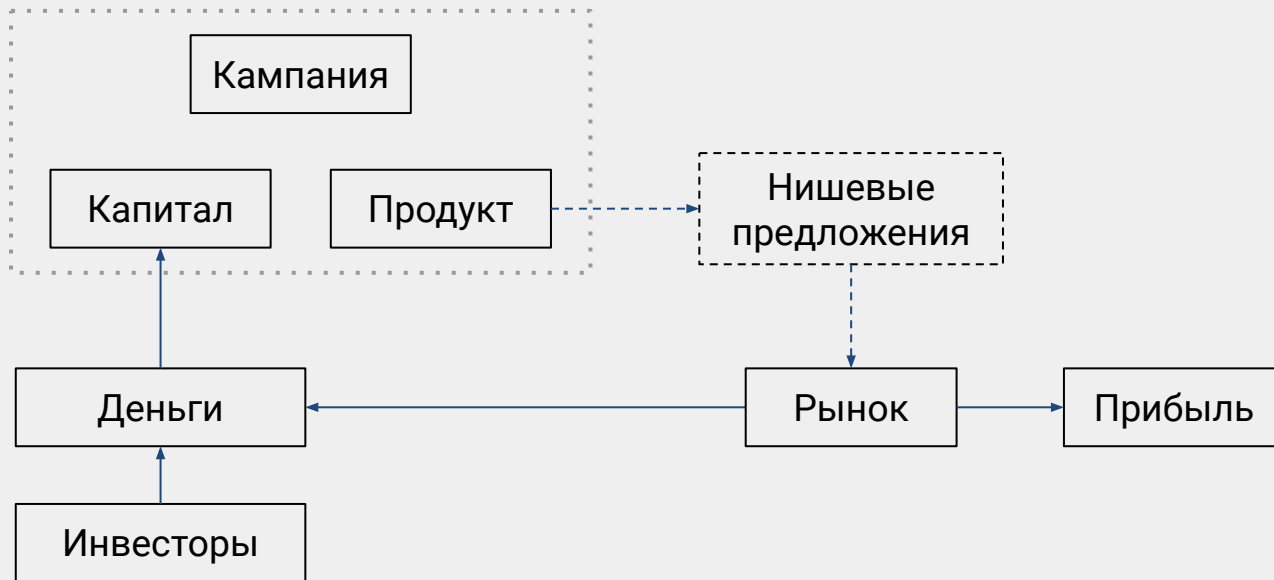 Кампания
Капитал
Продукт
Нишевые
предложения
Деньги
Рынок
Прибыль
Инвесторы